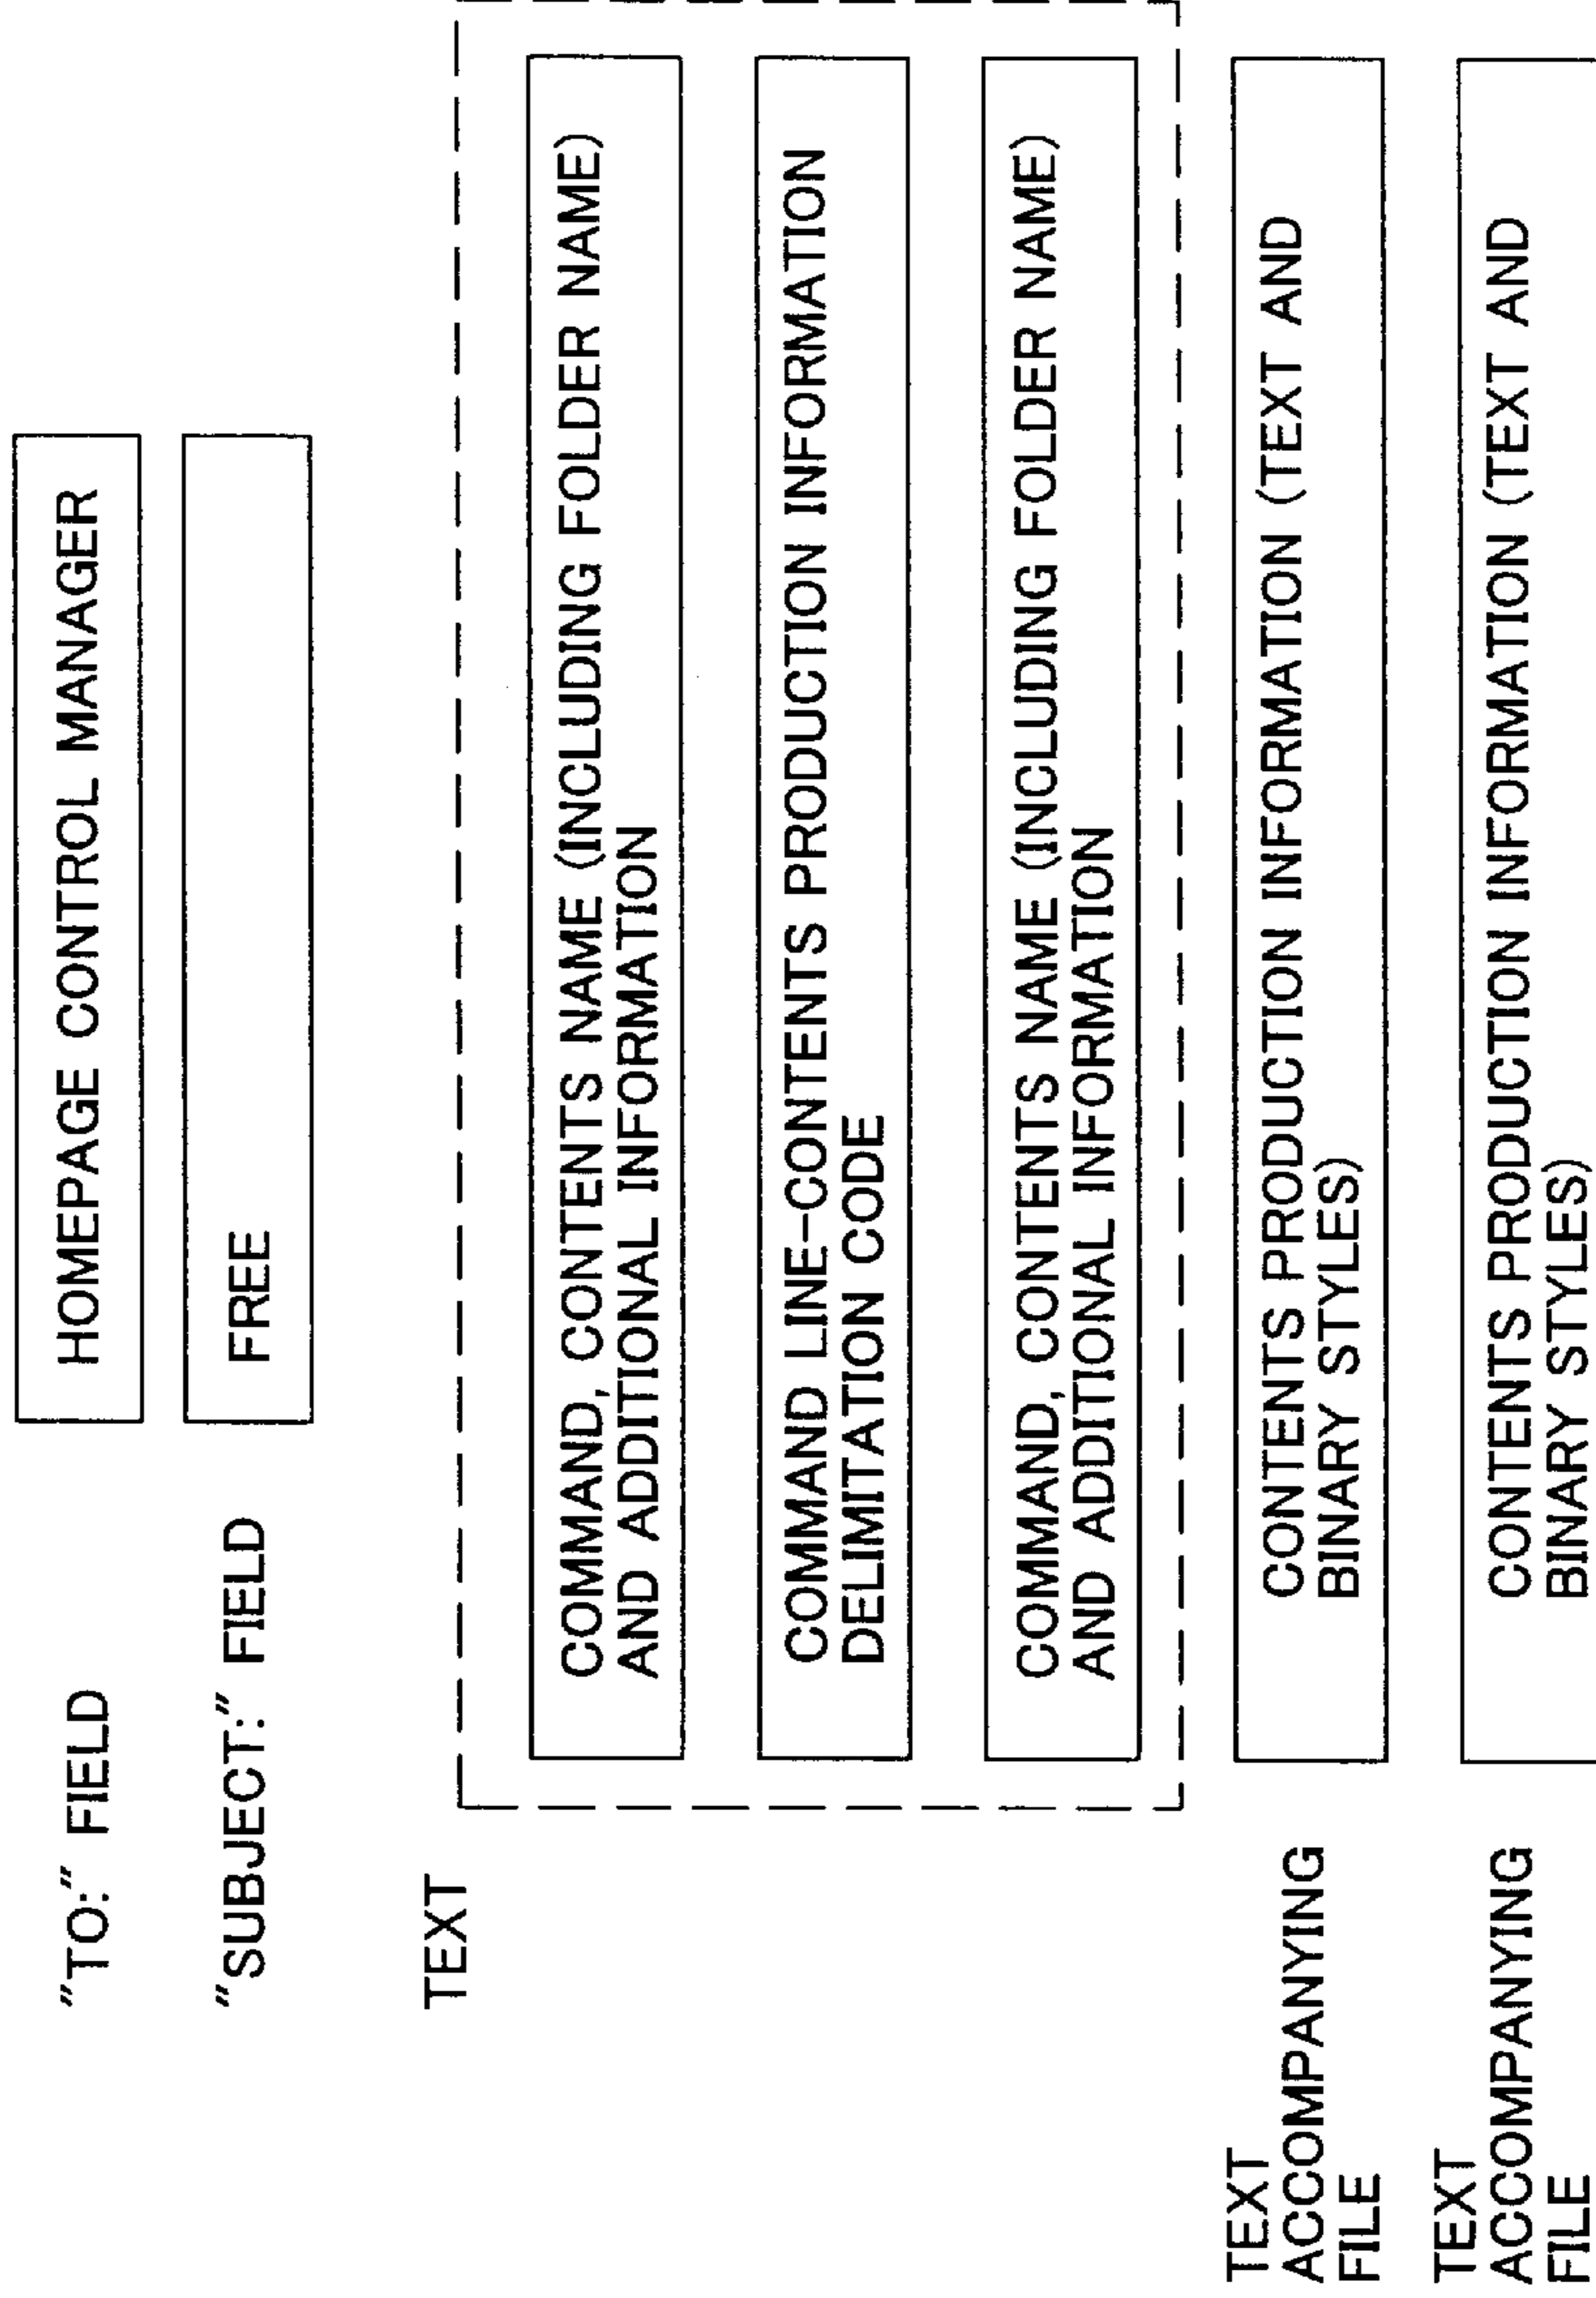 "TO:" FIELD
HOMEPAGE CONTROL MANAGER
"SUBJECT:" FIELD
FREE
TEXT
COMMAND, CONTENTS NAME (INCLUDING FOLDER NAME)
AND ADDITIONAL INFORMATION
COMMAND LINE-CONTENTS PRODUCTION INFORMATION
DELIMITATION CODE
COMMAND, CONTENTS NAME (INCLUDING FOLDER NAME)
AND ADDITIONAL INFORMATION
TEXT
ACCOMPANYING
FILE
CONTENTS PRODUCTION INFORMATION (TEXT AND
BINARY STYLES)
TEXT
ACCOMPANYING
FILE
CONTENTS PRODUCTION INFORMATION (TEXT AND
BINARY STYLES)